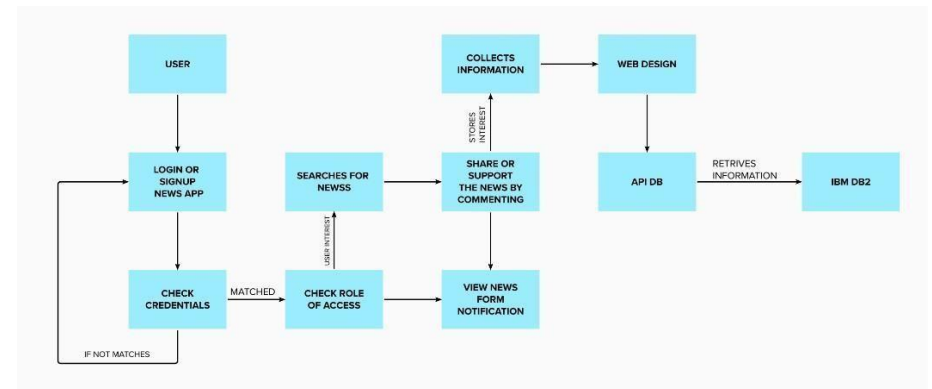 USER
COLLECTS
INFORMATION
WEB DESIGN
STORES
INTEREST
LOGIN OR
SIGNUP
NEWS APP
SEARCHES FOR
NEWSS
SHARE OR
SUPPORT
THE NEWS BY
COMMENTING
API DB
RETRIVES
INFORMATION
IBM DB2
USER INTEREST
CHECK
CREDENTIALS
MATCHED
CHECK ROLE
OF ACCESS
VIEW NEWS
FORM
NOTIFICATION
IF NOT MATCHES